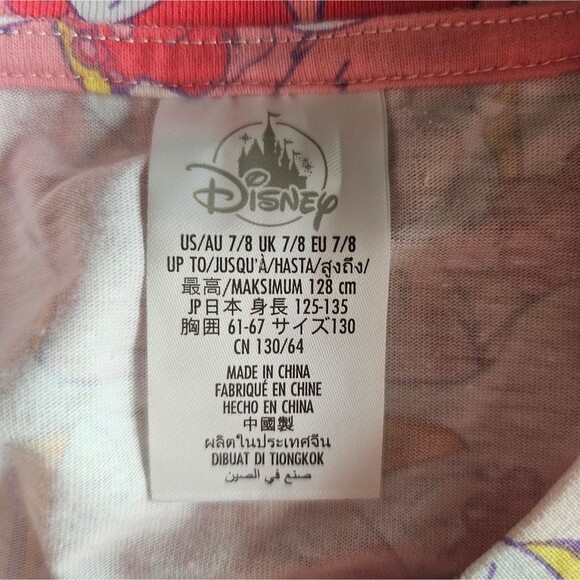 Disney
US/AU 7/8 UK 7/8 EU 7/8
UP TO/JUSQU'À/HASTA/สูงถึง/
最高/MAKSIMUM 128 cm
JP日本 身長 125-135
胸囲 61-67 サイズ130
CN 130/64
MADE IN CHINA
FABRIQUÉ EN CHINE
HECHO EN CHINA
中國製
ผลิตในประเทศจีน
DIBUAT DI TIONGKOK
صنع في الصين